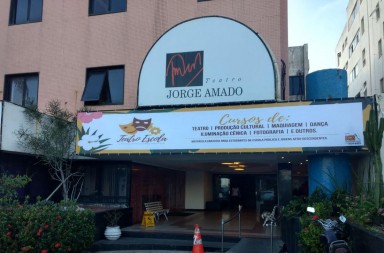 Teatro
JORGE AMADO
Teatro Escola
Cursos de:
TEATRO | PRODUÇÃO CULTURAL | MAQUIAGEM | DANÇA
ILUMINAÇÃO CÊNICA | FOTOGRAFIA | E OUTROS.